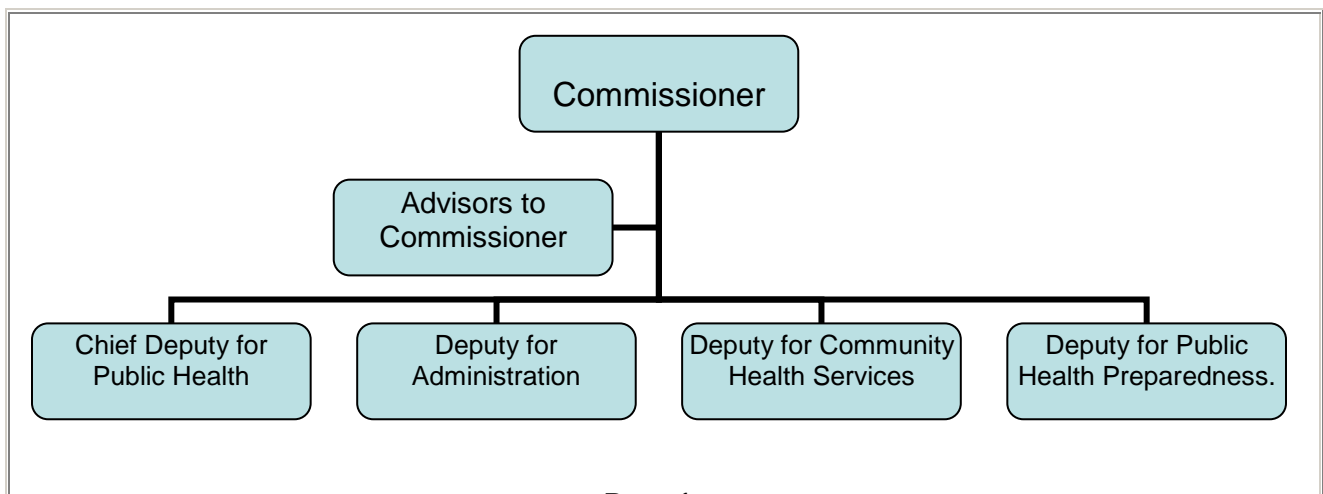 Commissioner
Advisors to
Commissioner
Chief Deputy for
Public Health
Deputy for
Administration
Deputy for Community
Health Services
Deputy for Public
Health Preparedness.